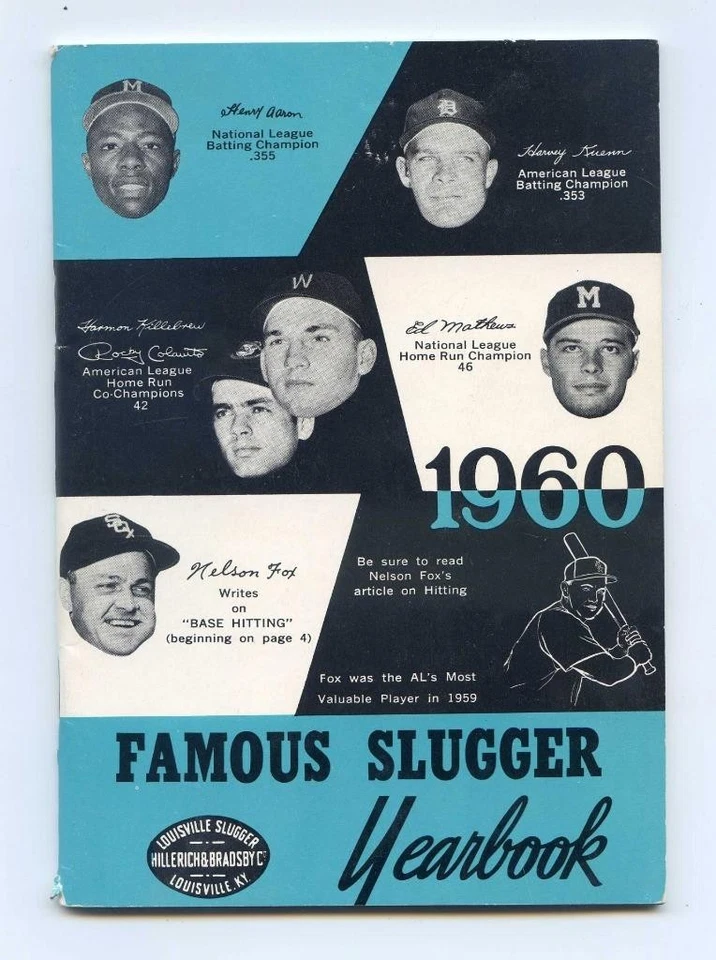 M
Henry Aaron
National League
Batting Champion
.355
Harvey Kuenn
American League
Batting Champion
.353
W
Harmon Killebrew
Rocky Colavito
American League
Home Run
Co-Champions
42
M
Ed Mathews
National League
Home Run Champion
46
1960
SOX
Nelson Fox
Writes
on
"BASE HITTING"
(beginning on page 4)
Be sure to read
Nelson Fox's
article on Hitting
Fox was the AL's Most
Valuable Player in 1959
FAMOUS SLUGGER
Yearbook
LOUISVILLE SLUGGER
HILLERICH & BRADSBY Cº
LOUISVILLE, KY.